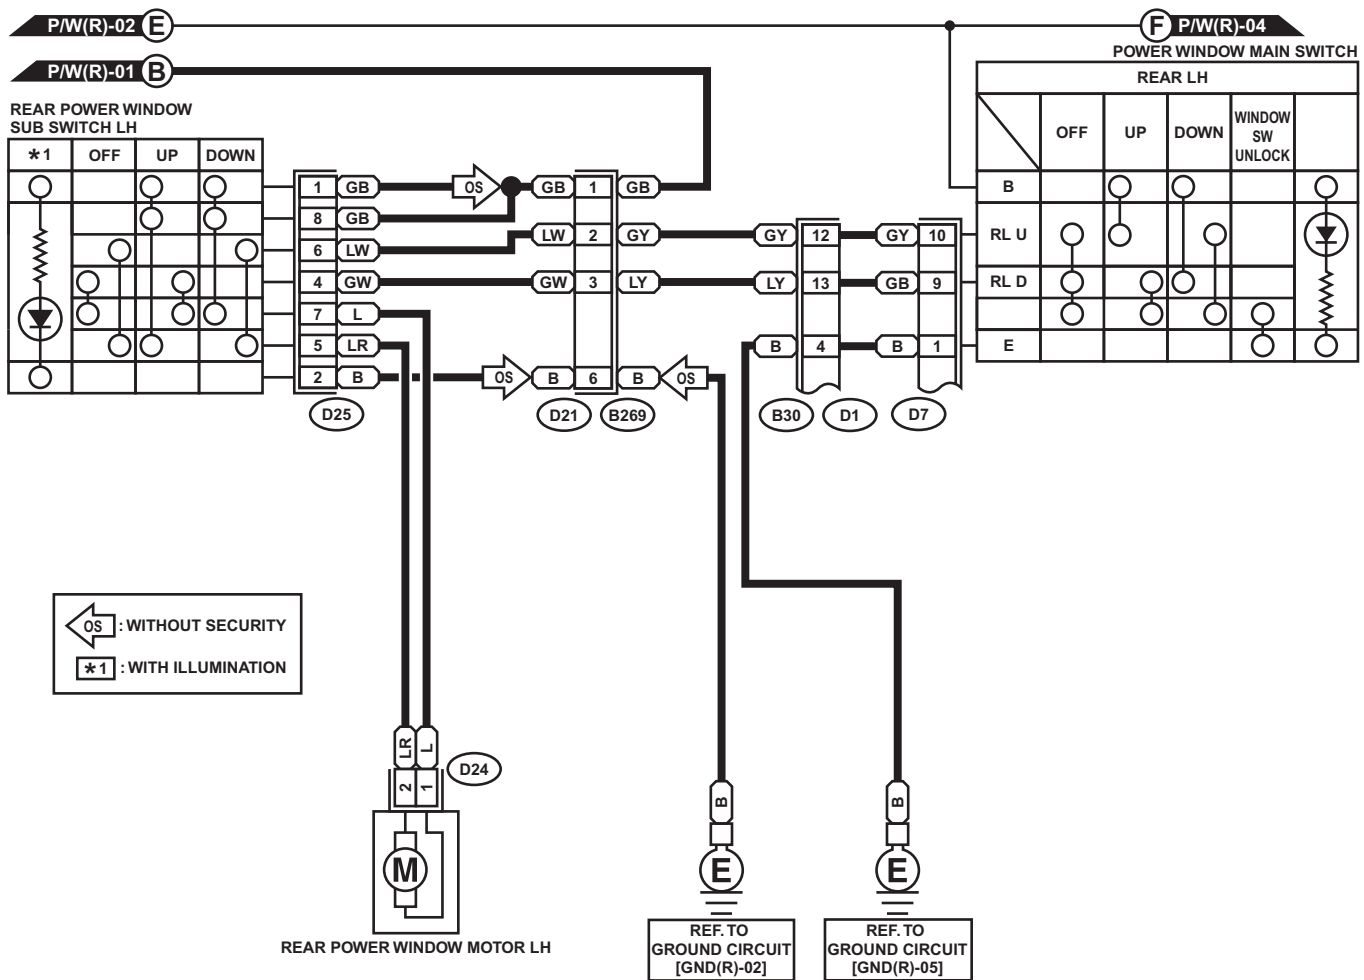 P/W(R)-02 E
F P/W(R)-04
P/W(R)-01 B
POWER WINDOW MAIN SWITCH
REAR LH
OFF UP DOWN WINDOW
SW
UNLOCK
B
RL U
RL D
E
REAR POWER WINDOW
SUB SWITCH LH
*1 OFF UP DOWN
1 GB OS GB 1 GB
8 GB
6 LW LW 2 GY GY 12 GY 10
4 GW GW 3 LY LY 13 GB 9
7 L
5 LR B 4 B 1
2 B OS B 6 B OS
D25 D21 B269 B30 D1 D7
OS : WITHOUT SECURITY
*1 : WITH ILLUMINATION
LR L
2 1
D24
M
REAR POWER WINDOW MOTOR LH
B B
E E
REF. TO
GROUND CIRCUIT
[GND(R)-02]
REF. TO
GROUND CIRCUIT
[GND(R)-05]